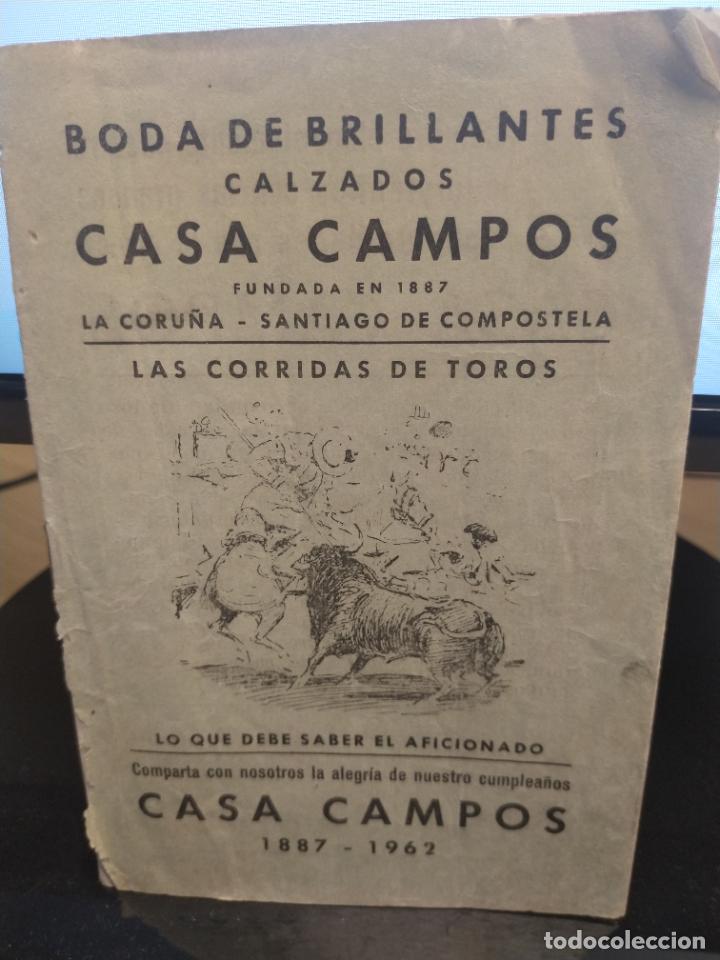 BODA DE BRILLANTES
CALZADOS
CASA CAMPOS
FUNDADA EN 1887
LA CORUÑA - SANTIAGO DE COMPOSTELA
LAS CORRIDAS DE TOROS
LO QUE DEBE SABER EL AFICIONADO
Comparta con nosotros la alegría de nuestro cumpleaños
CASA CAMPOS
1887 - 1962
todocoleccion